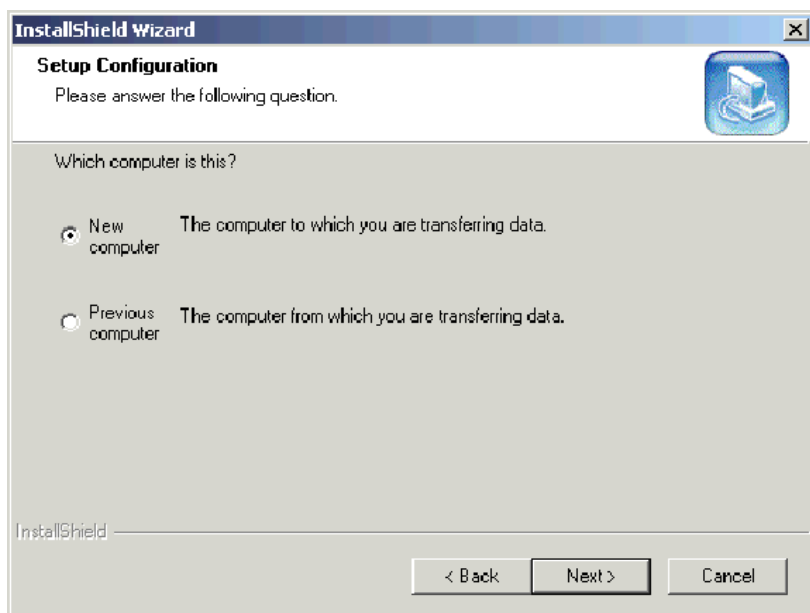 InstallShield Wizard
Setup Configuration
Please answer the following question.
Which computer is this?
New computer
The computer to which you are transferring data.
Previous computer
The computer from which you are transferring data.
InstallShield
< Back
Next >
Cancel